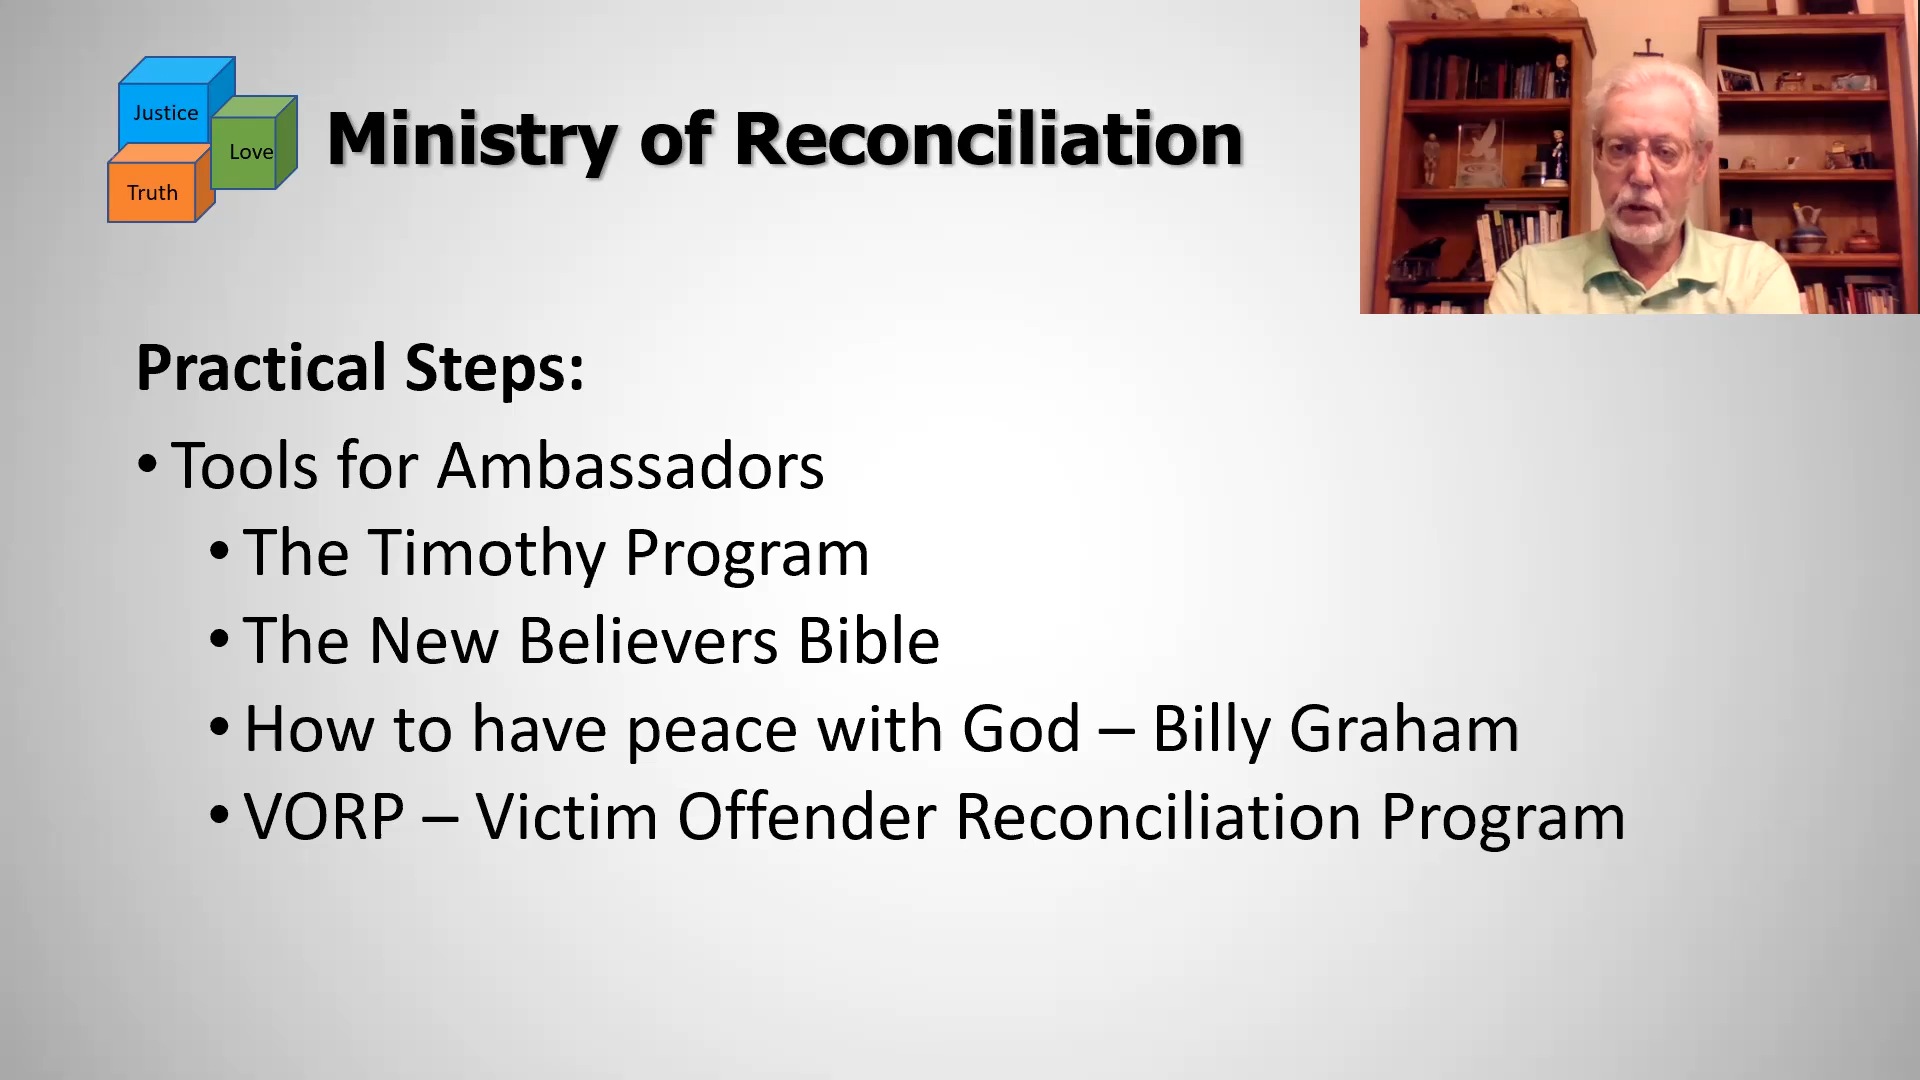 Justice
Love
Truth
Ministry of Reconciliation
Practical Steps:
• Tools for Ambassadors
• The Timothy Program
• The New Believers Bible
• How to have peace with God – Billy Graham
• VORP – Victim Offender Reconciliation Program